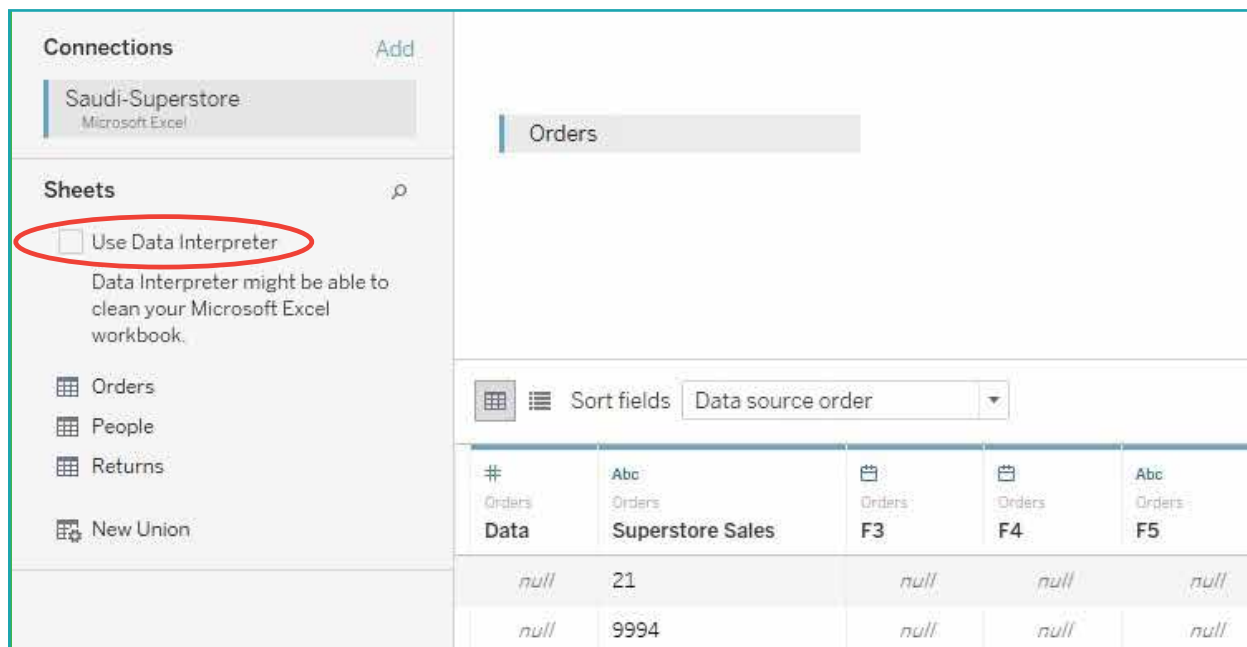 Connections Add
Saudi-Superstore
Microsoft Excel
Sheets
Use Data Interpreter
Data Interpreter might be able to
clean your Microsoft Excel
workbook.
Orders
People
Returns
New Union
Orders
Sort fields Data source order
# Abc Abc
Orders Orders Orders Orders Orders
Data Superstore Sales F3 F4 F5
null 21 null null null
null 9994 null null null